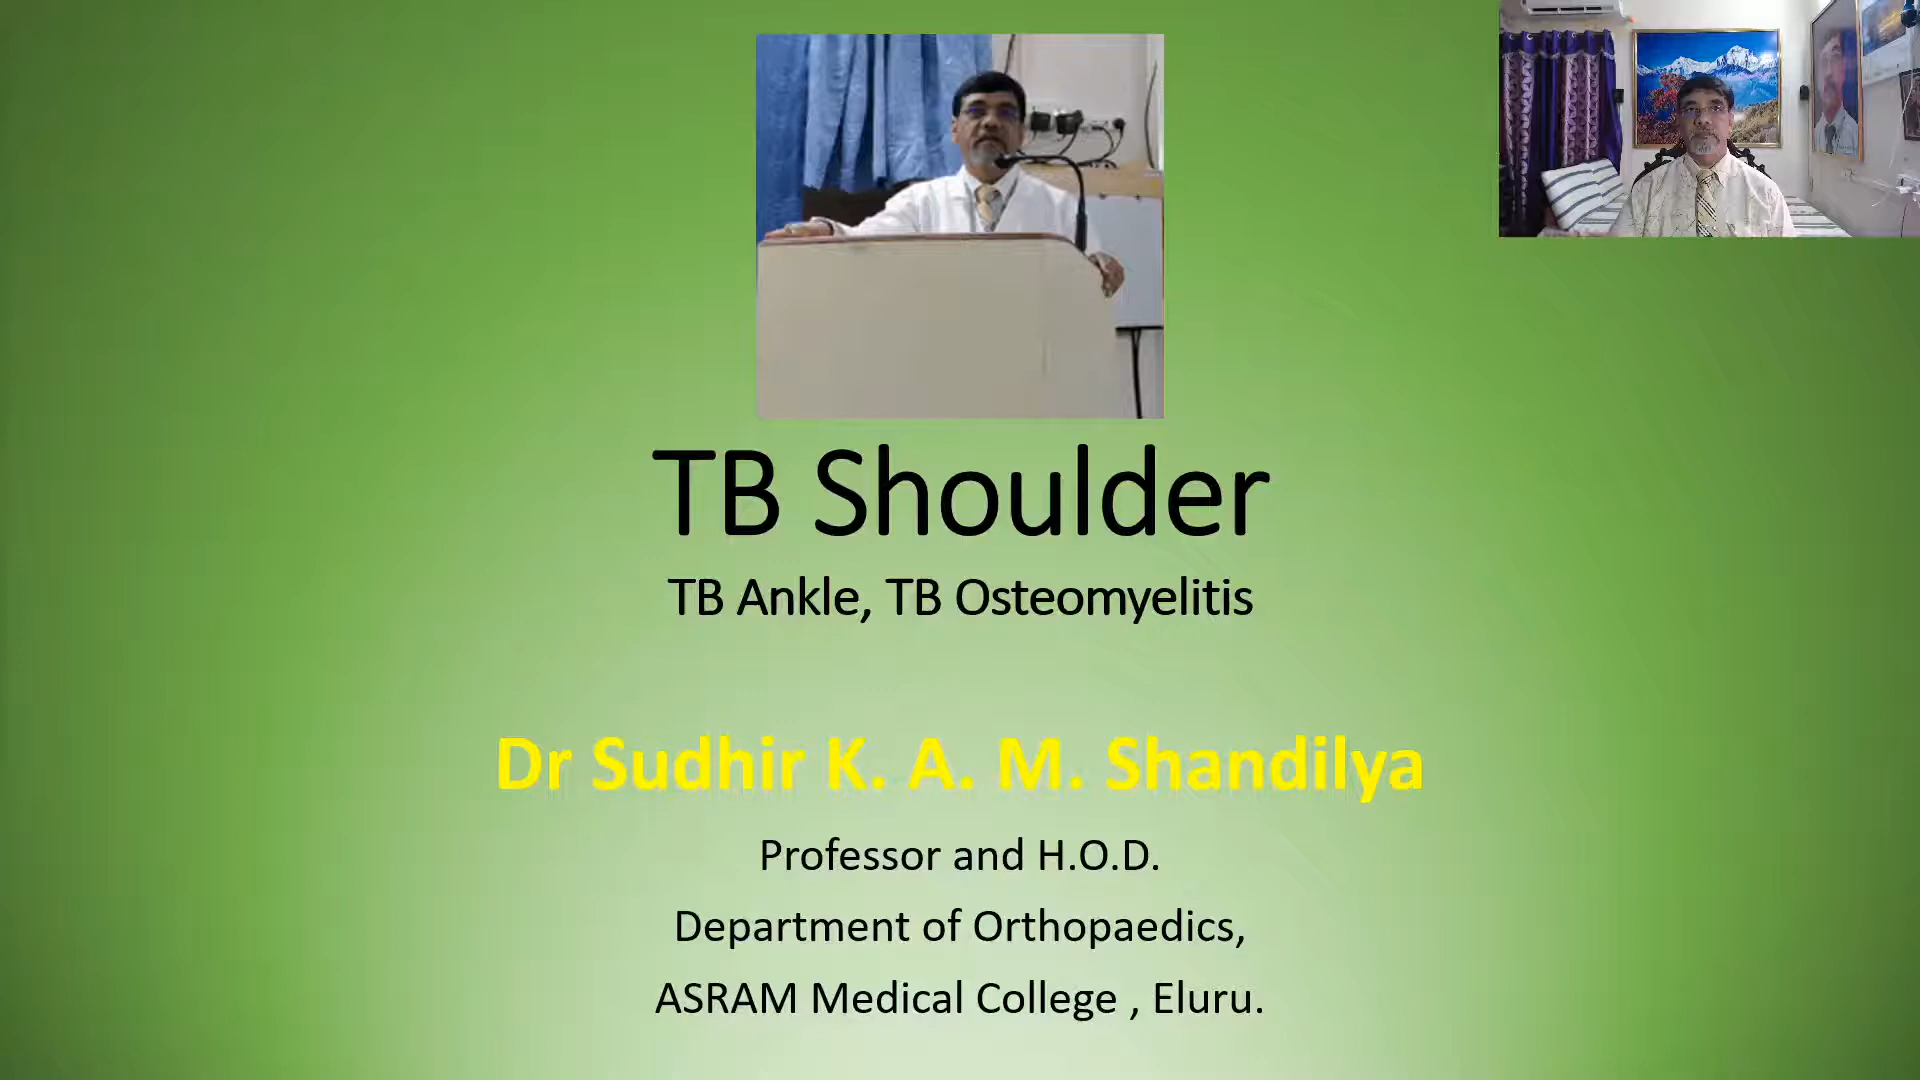 TB Shoulder
TB Ankle, TB Osteomyelitis
Dr Sudhir K. A. M. Shandilya
Professor and H.O.D.
Department of Orthopaedics,
ASRAM Medical College , Eluru.